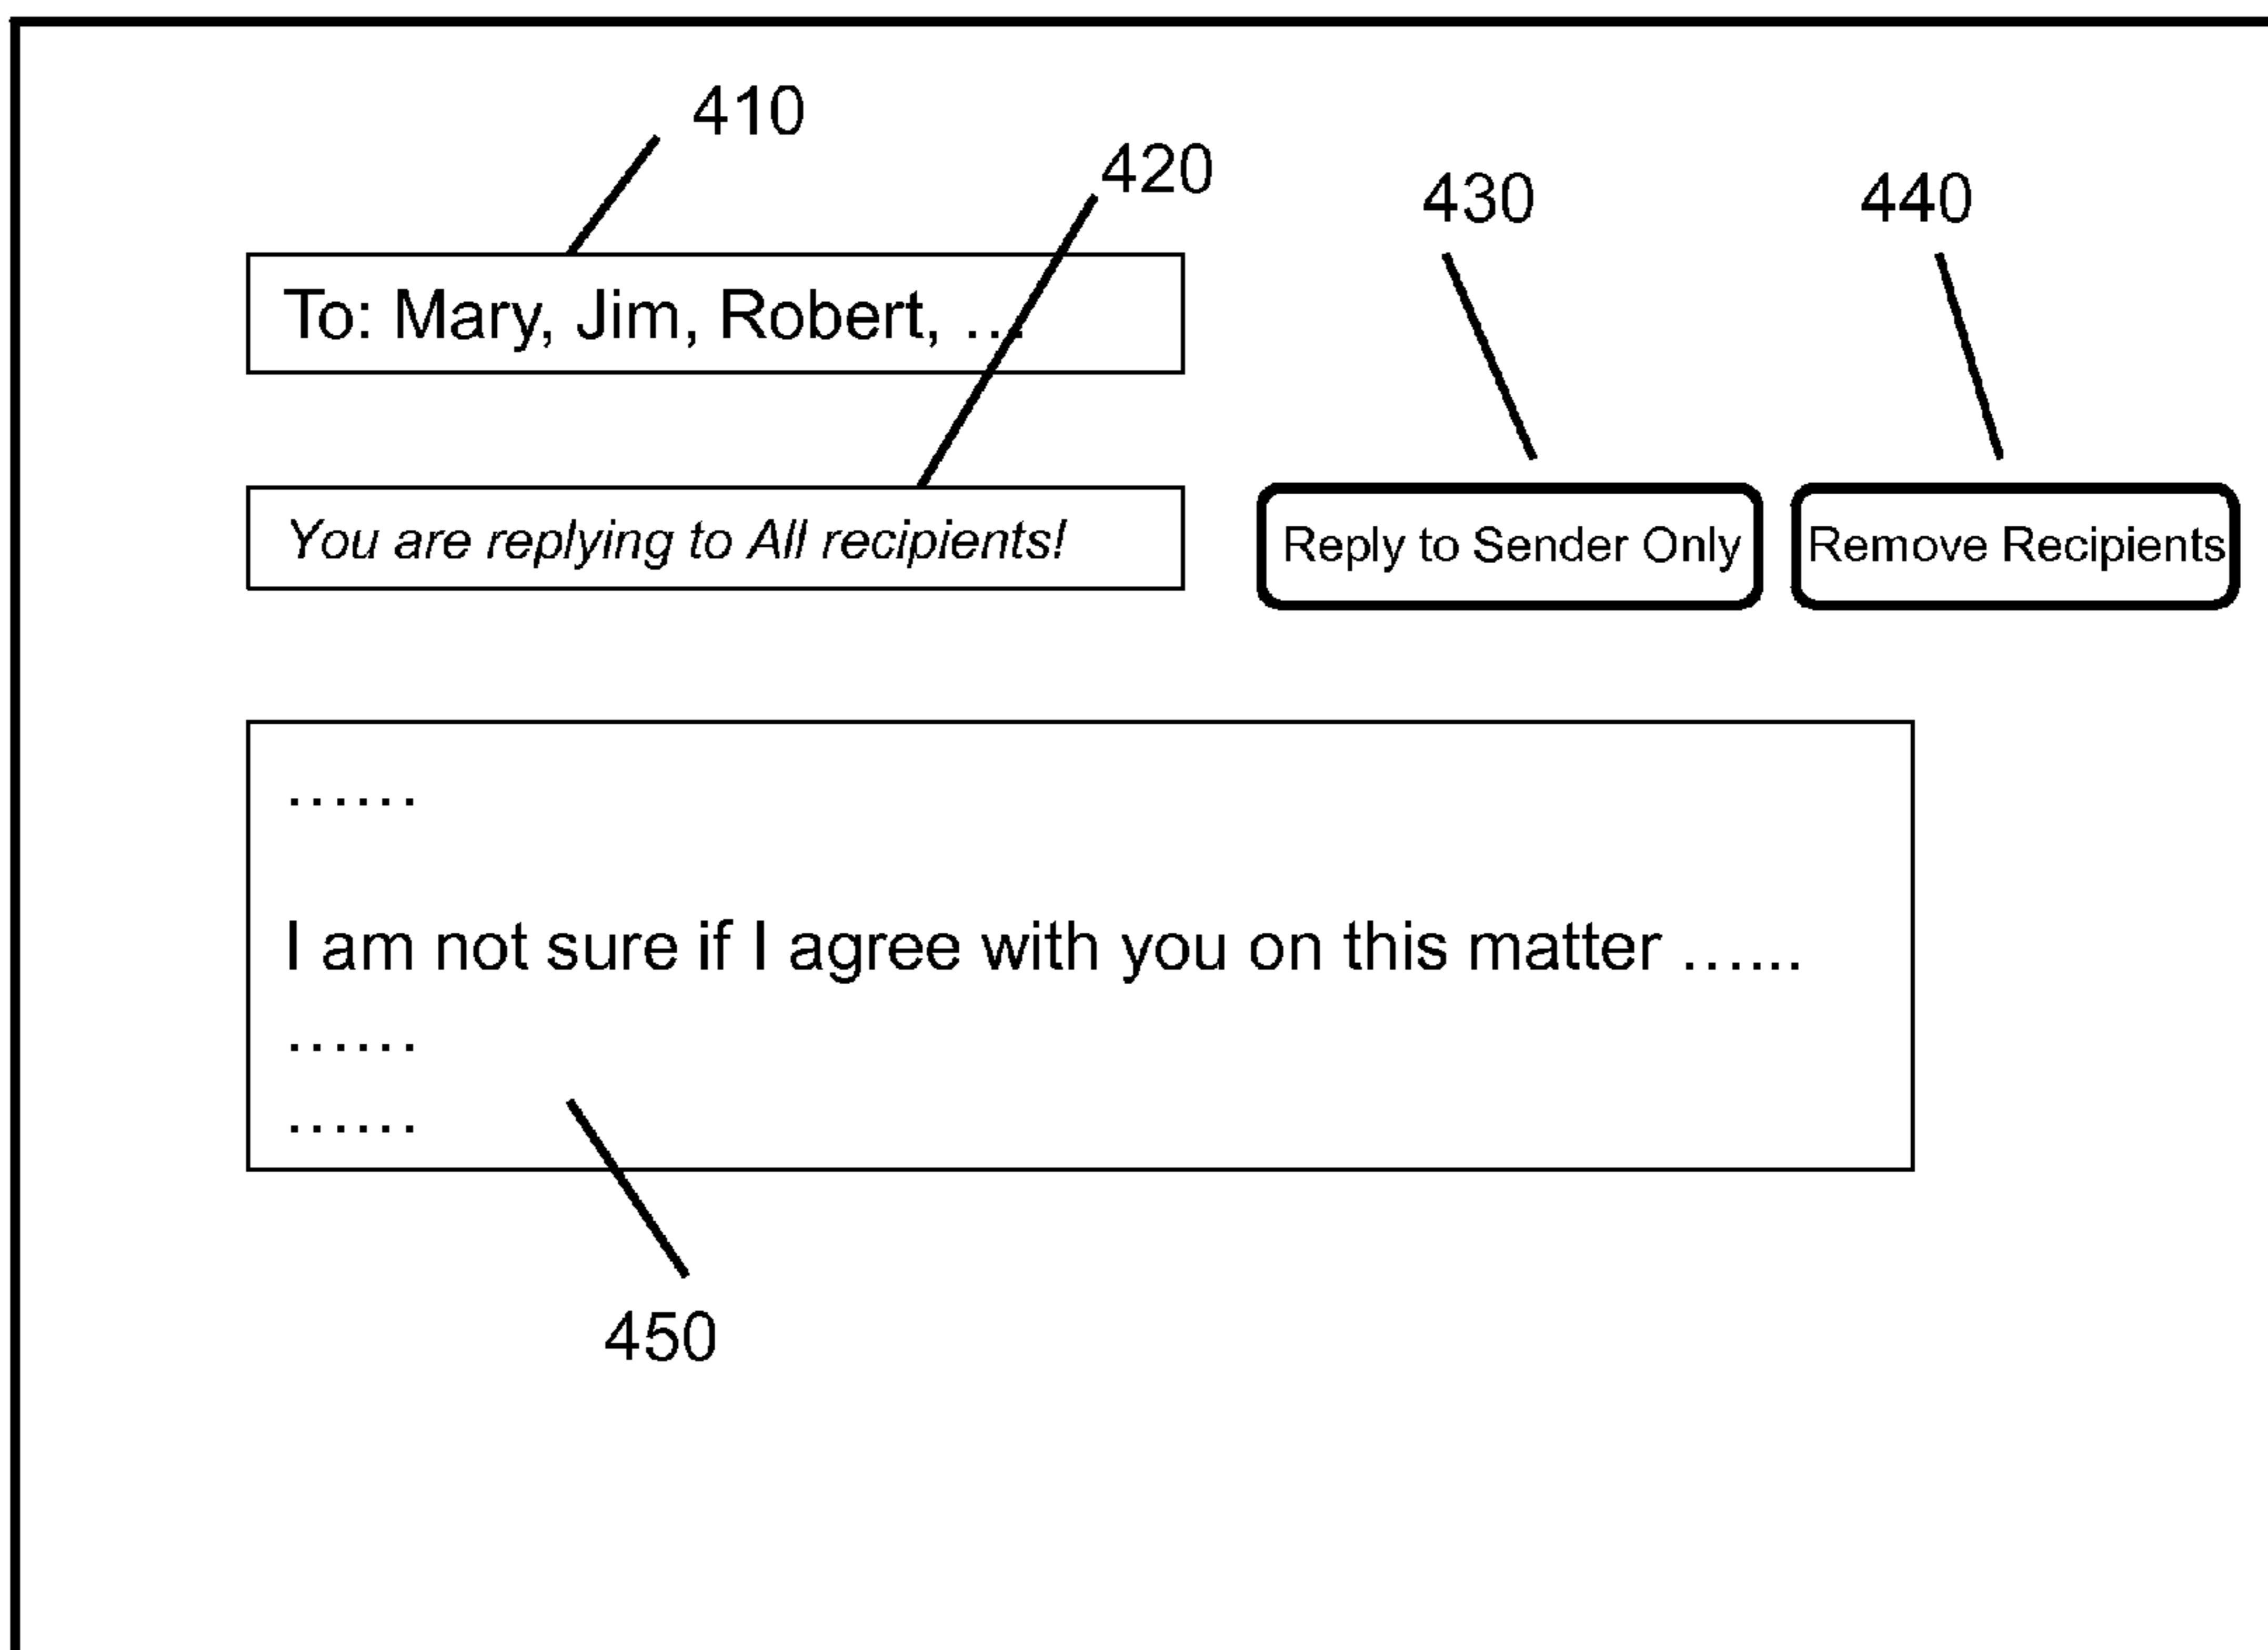 410
420
430
440
To: Mary, Jim, Robert, ...
You are replying to All recipients!
Reply to Sender Only
Remove Recipients
......
I am not sure if I agree with you on this matter ......
......
......
450